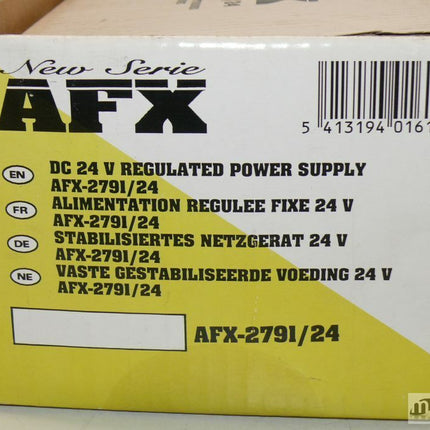 New Serie
AFX
5 413194 0161
EN DC 24 V REGULATED POWER SUPPLY
AFX-2791/24
FR ALIMENTATION REGULEE FIXE 24 V
AFX-2791/24
DE STABILISIERTES NETZGERAT 24 V
AFX-2791/24
NE VASTE GESTABILISEERDE VOEDING 24 V
AFX-2791/24
AFX-2791/24